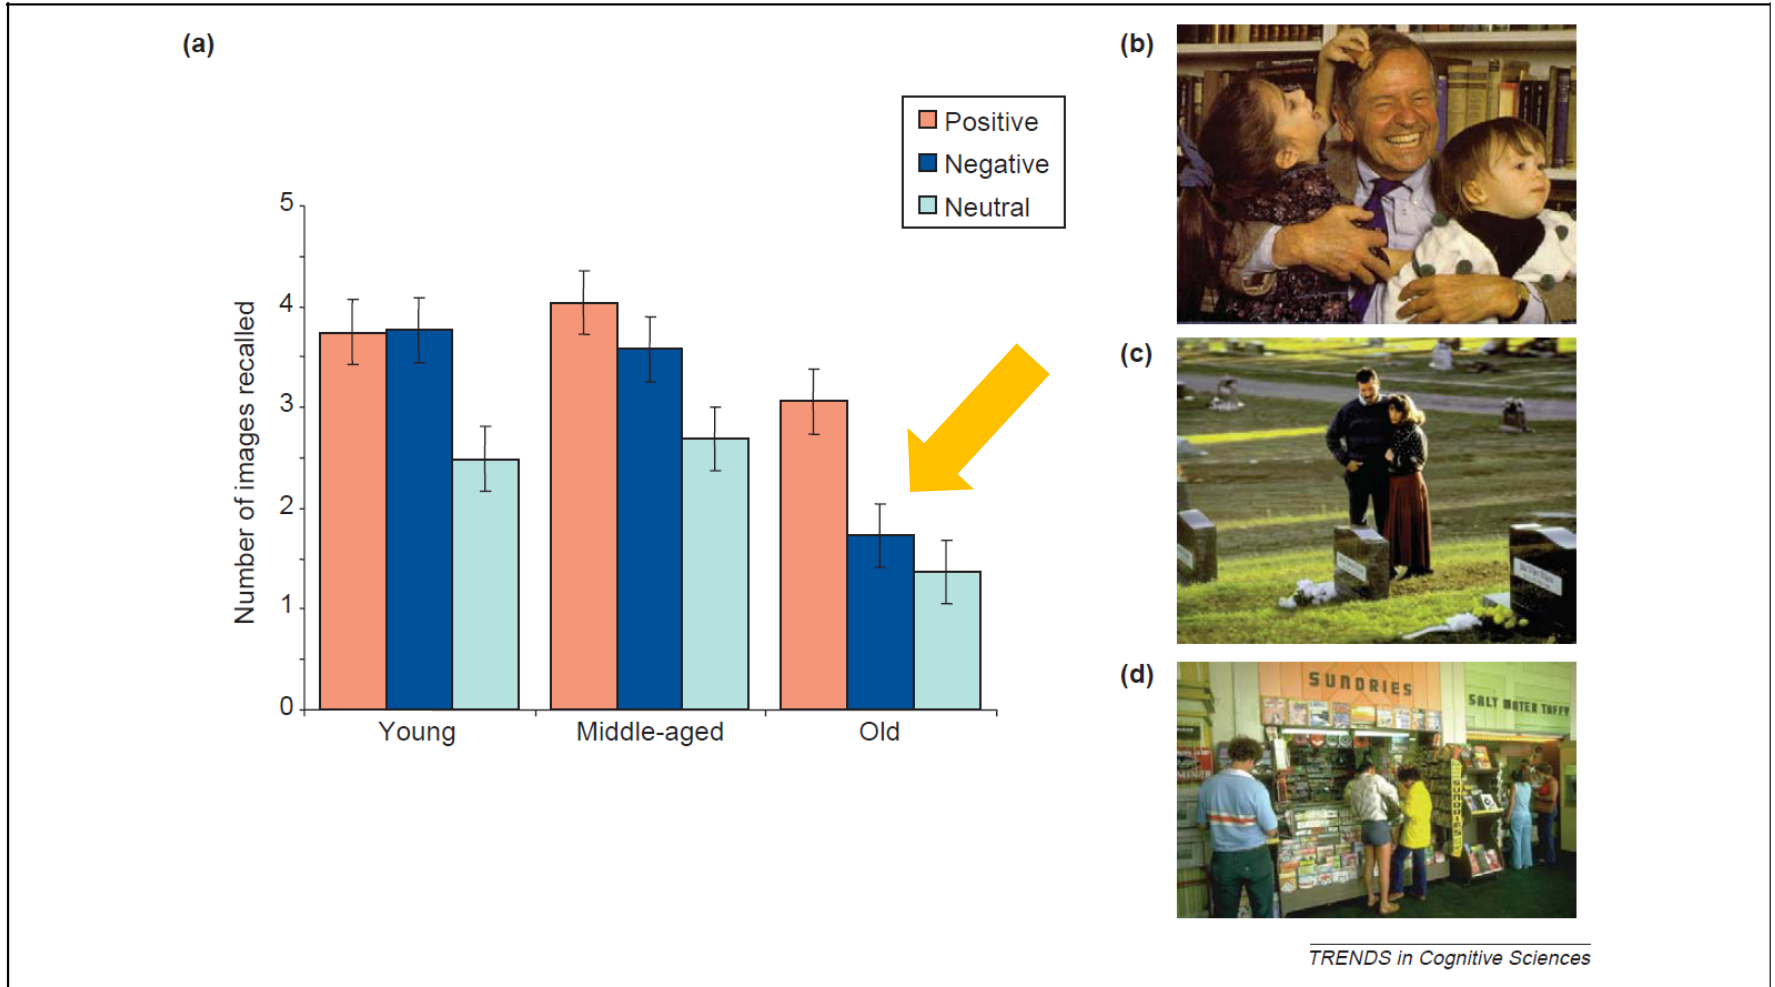 (a)
Positive
Negative
Neutral
5
4
3
2
1
0
Number of images recalled
Young
Middle-aged
Old
(b)
(c)
(d)
SUNDRIES
SALT WATER TAFFY
SUNDRIES
TRENDS in Cognitive Sciences